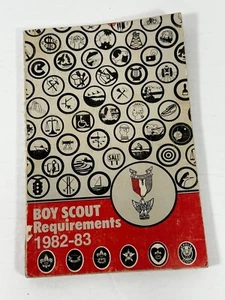 BOY SCOUT
Requirements
1982-83